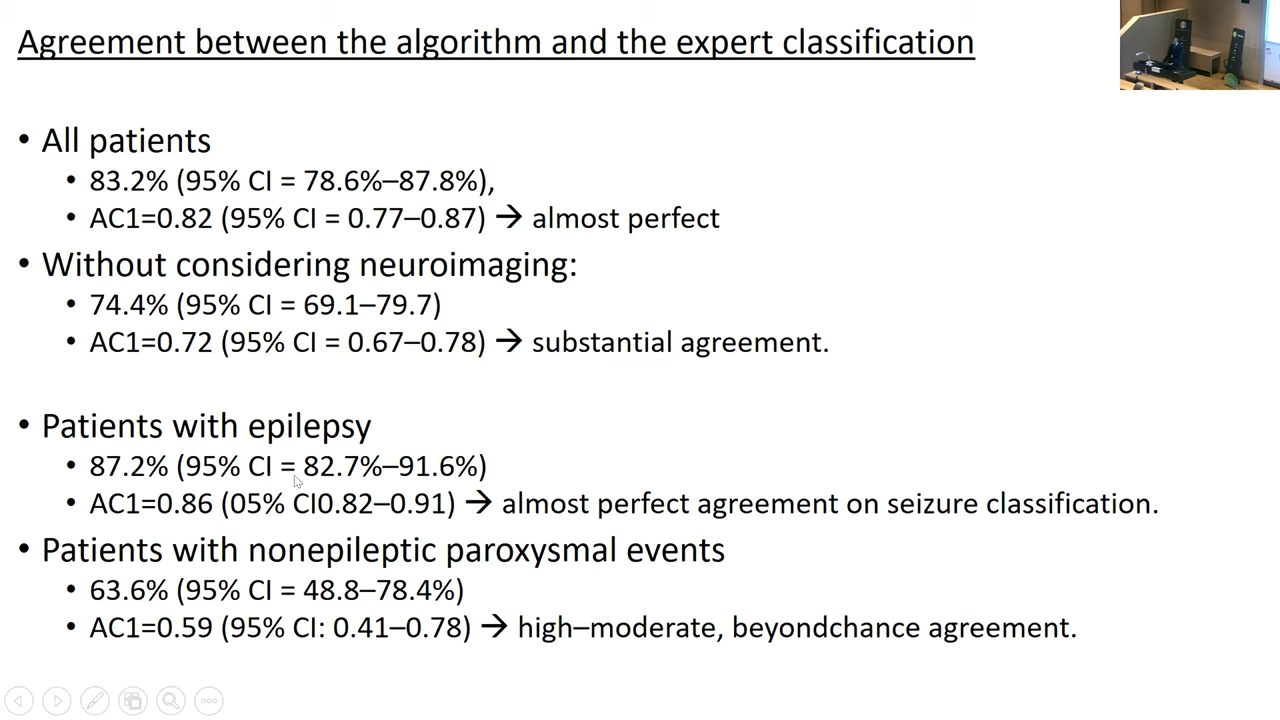 Agreement between the algorithm and the expert classification
• All patients
• 83.2% (95% CI = 78.6%–87.8%),
• AC1=0.82 (95% CI = 0.77–0.87) → almost perfect
• Without considering neuroimaging:
• 74.4% (95% CI = 69.1–79.7)
• AC1=0.72 (95% CI = 0.67–0.78) → substantial agreement.
• Patients with epilepsy
• 87.2% (95% CI = 82.7%–91.6%)
• AC1=0.86 (05% CI0.82–0.91) → almost perfect agreement on seizure classification.
• Patients with nonepileptic paroxysmal events
• 63.6% (95% CI = 48.8–78.4%)
• AC1=0.59 (95% CI: 0.41–0.78) → high–moderate, beyondchance agreement.